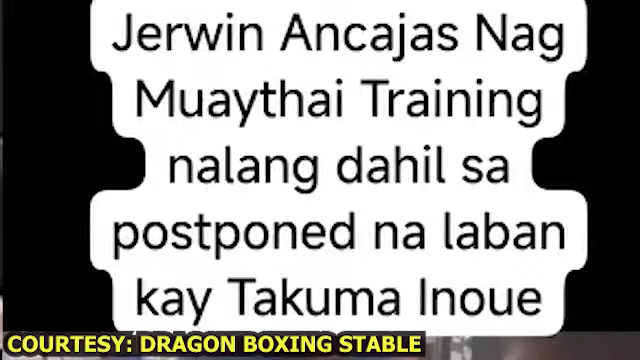 Jerwin Ancajas Nag
Muaythai Training
nalang dahil sa
postponed na laban
kay Takuma Inoue
COURTESY: DRAGON BOXING STABLE